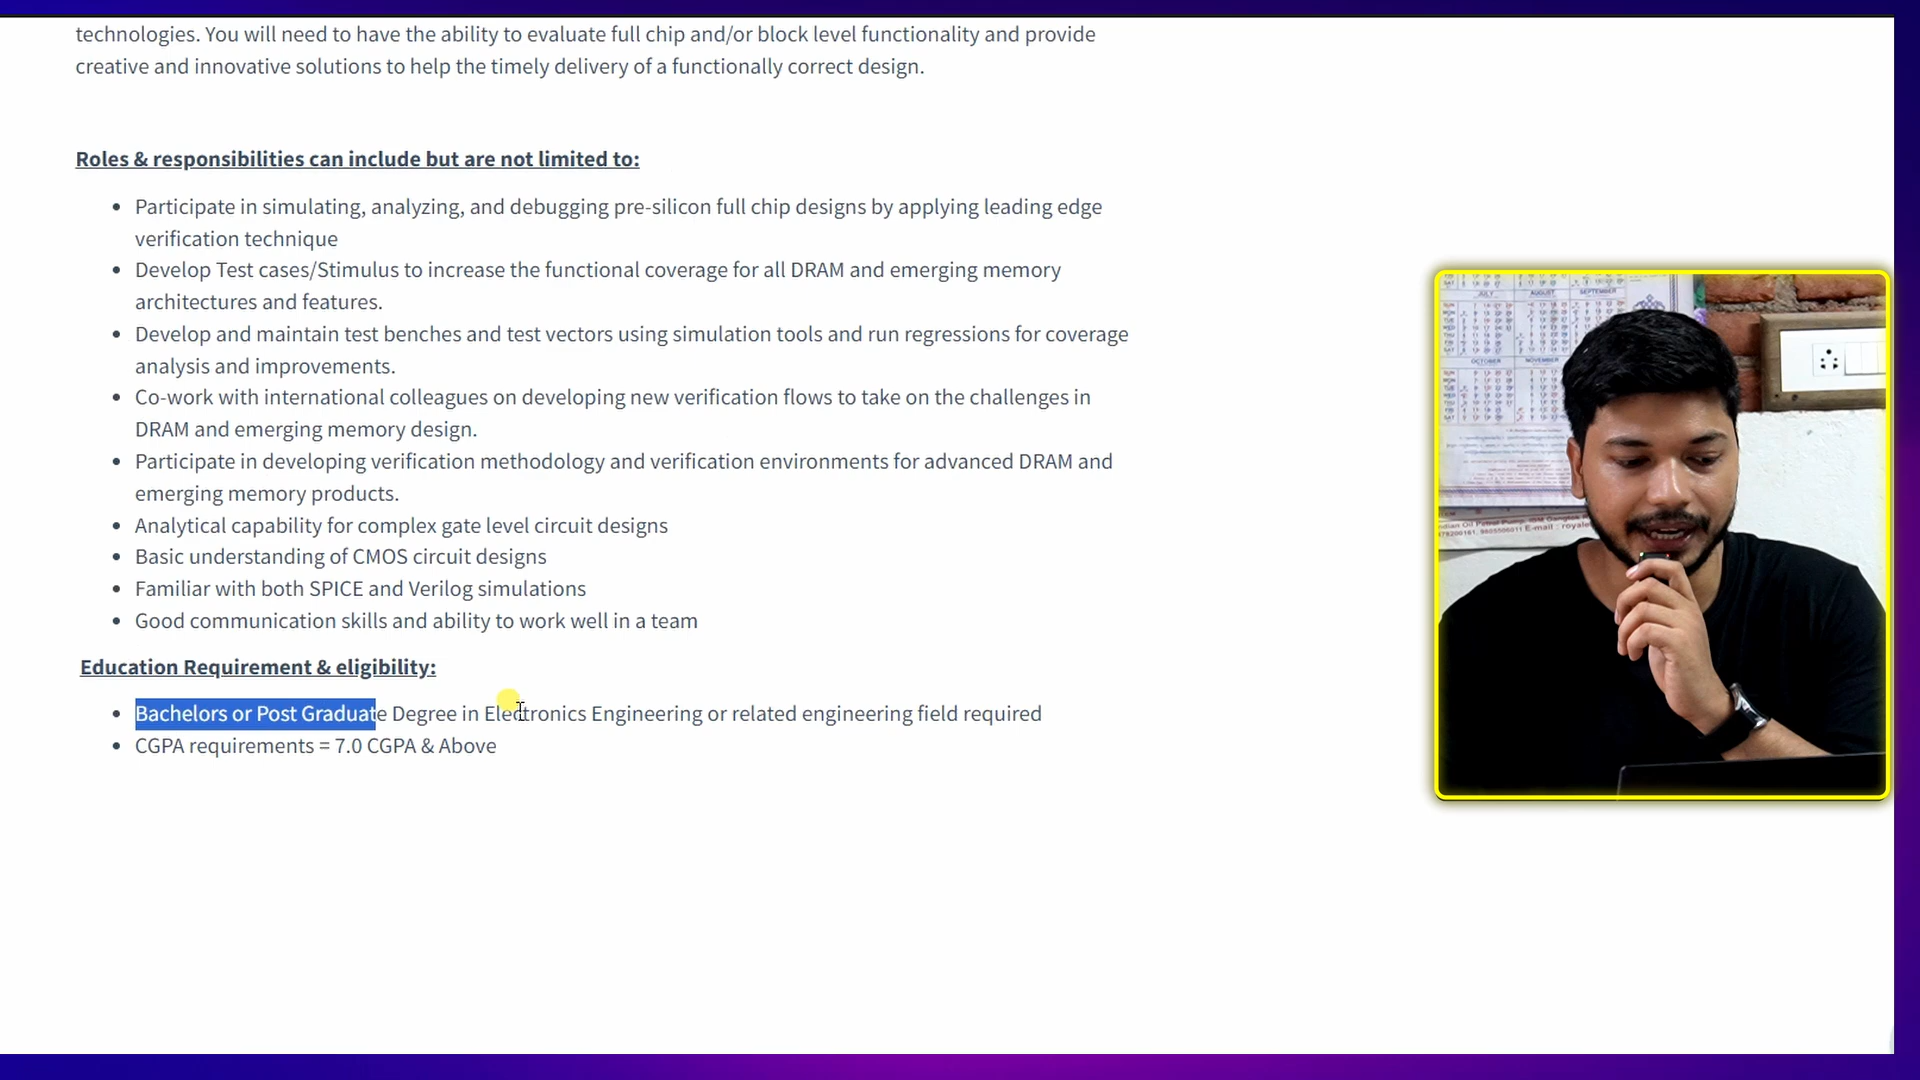 technologies. You will need to have the ability to evaluate full chip and/or block level functionality and provide
creative and innovative solutions to help the timely delivery of a functionally correct design.
Roles & responsibilities can include but are not limited to:
• Participate in simulating, analyzing, and debugging pre-silicon full chip designs by applying leading edge
verification technique
• Develop Test cases/Stimulus to increase the functional coverage for all DRAM and emerging memory
architectures and features.
• Develop and maintain test benches and test vectors using simulation tools and run regressions for coverage
analysis and improvements.
• Co-work with international colleagues on developing new verification flows to take on the challenges in
DRAM and emerging memory design.
• Participate in developing verification methodology and verification environments for advanced DRAM and
emerging memory products.
• Analytical capability for complex gate level circuit designs
• Basic understanding of CMOS circuit designs
• Familiar with both SPICE and Verilog simulations
• Good communication skills and ability to work well in a team
Education Requirement & eligibility:
• Bachelors or Post Graduate Degree in Electronics Engineering or related engineering field required
• CGPA requirements = 7.0 CGPA & Above
JULY AUGUST SEPTEMBER
OCTOBER NOVEMBER